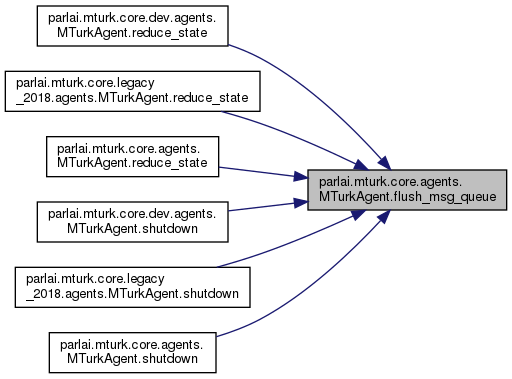 parlai.mturk.core.dev.agents.
MTurkAgent.reduce_state
parlai.mturk.core.legacy
_2018.agents.MTurkAgent.reduce_state
parlai.mturk.core.agents.
MTurkAgent.reduce_state
parlai.mturk.core.agents.
MTurkAgent.flush_msg_queue
parlai.mturk.core.dev.agents.
MTurkAgent.shutdown
parlai.mturk.core.legacy
_2018.agents.MTurkAgent.shutdown
parlai.mturk.core.agents.
MTurkAgent.shutdown